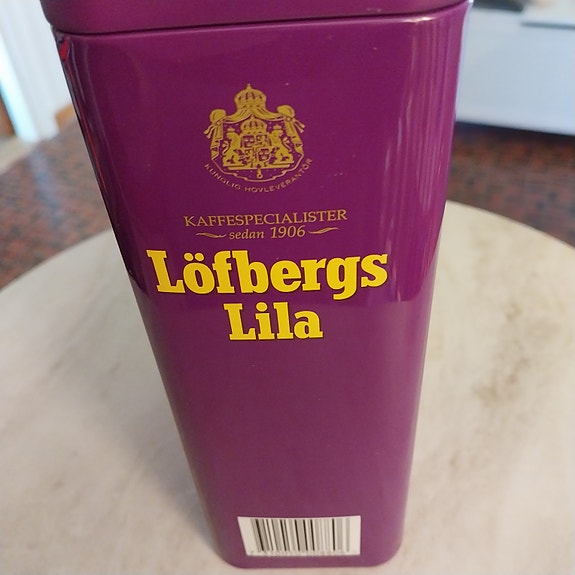 KUNGLIG HOVLEVERANTÖR
KAFFESPECIALISTER
sedan 1906
Löfbergs
Lila